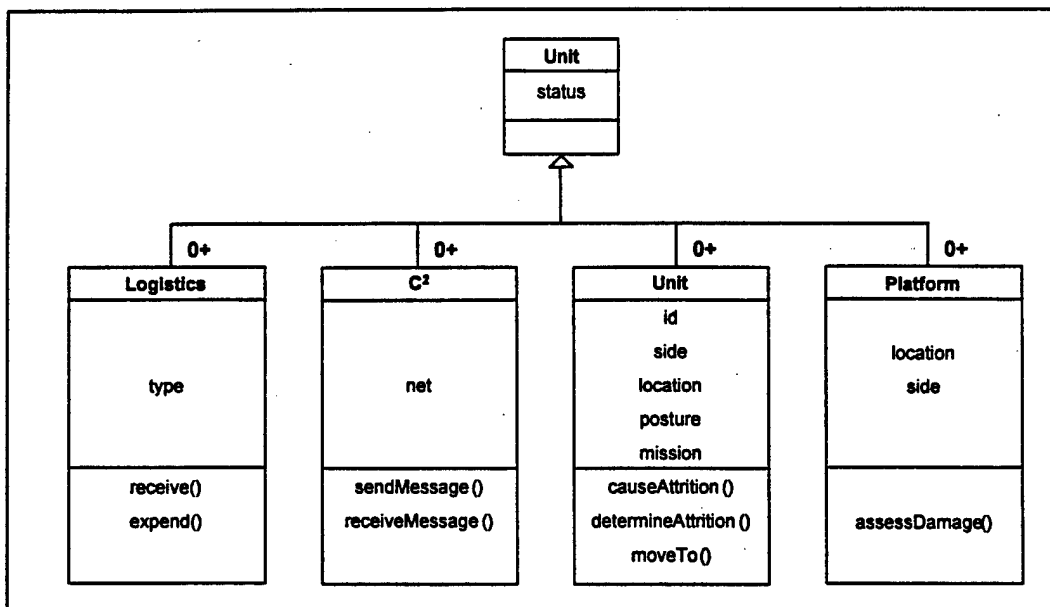 Unit
status
0+ 0+ 0+ 0+
Logistics
type
receive()
expend()
C²
net
sendMessage()
receiveMessage()
Unit
id
side
location
posture
mission
causeAttrition()
determineAttrition()
moveTo()
Platform
location
side
assessDamage()